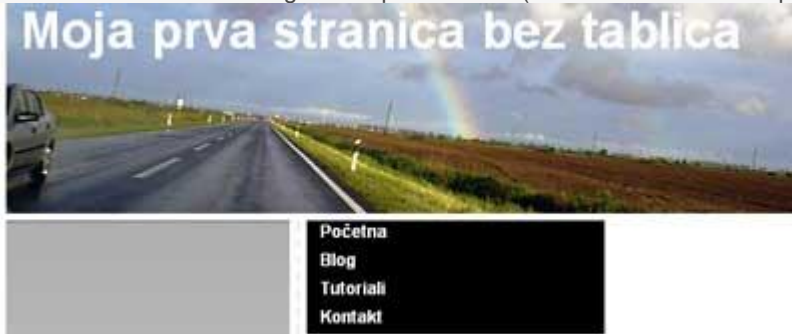 Moja prva stranica bez tablica
Početna
Blog
Tutoriali
Kontakt